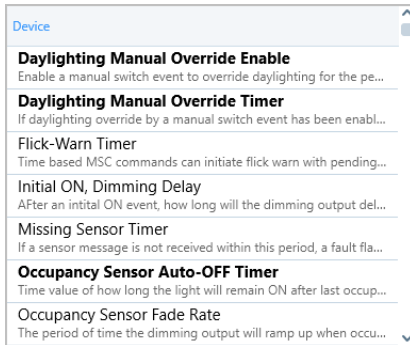 Device
Daylighting Manual Override Enable
Enable a manual switch event to override daylighting for the pe...
Daylighting Manual Override Timer
If daylighting override by a manual switch event has been enabl...
Flick-Warn Timer
Time based MSC commands can initiate flick warn with pending...
Initial ON, Dimming Delay
AFter an intital ON event, how long will the dimming output del...
Missing Sensor Timer
If a sensor message is not received within this period, a fault fla...
Occupancy Sensor Auto-OFF Timer
Time value of how long the light will remain ON after last occup...
Occupancy Sensor Fade Rate
The period of time the dimming output will ramp up when occu...